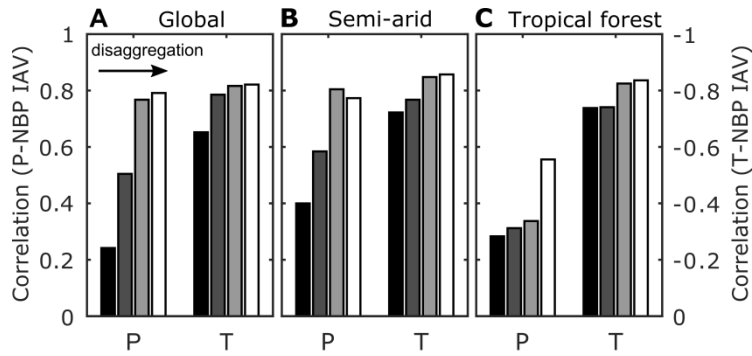 A Global
B Semi-arid
C Tropical forest
disaggregation
Correlation (P-NBP IAV)
1
0.8
0.6
0.4
0.2
0
-1
-0.8
-0.6
-0.4
-0.2
0
Correlation (T-NBP IAV)
P T
P T
P T